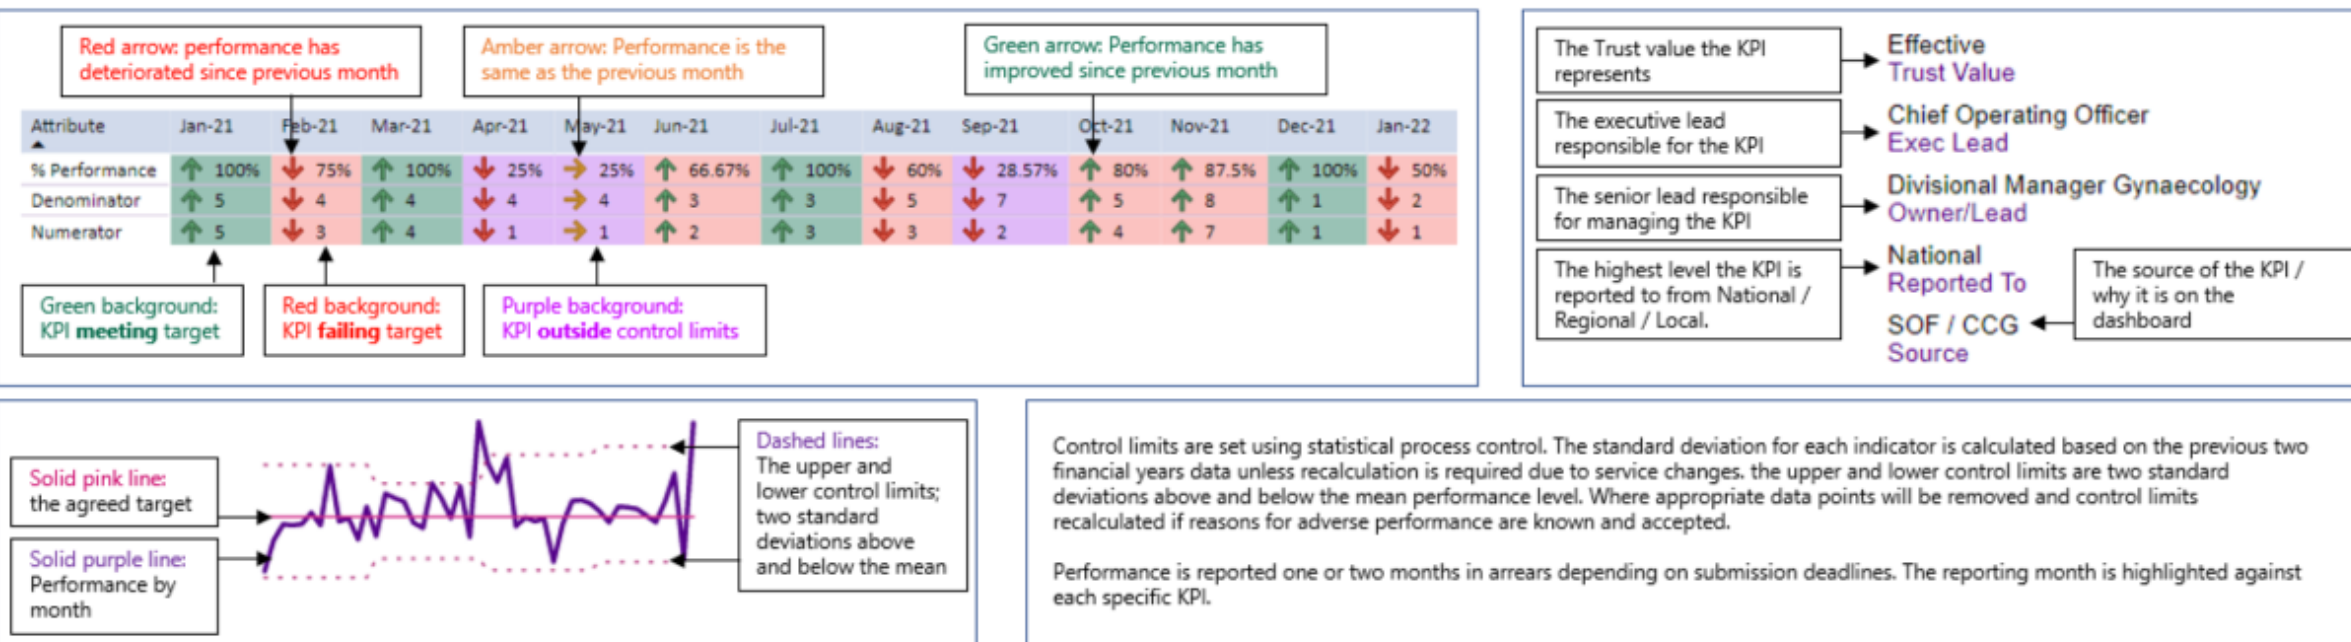 Red arrow: performance has
deteriorated since previous month
Amber arrow: Performance is the
same as the previous month
Green arrow: Performance has
improved since previous month
Attribute Jan-21 Feb-21 Mar-21 Apr-21 May-21 Jun-21 Jul-21 Aug-21 Sep-21 Oct-21 Nov-21 Dec-21 Jan-22
% Performance 100% 75% 100% 25% 25% 66.67% 100% 60% 28.57% 80% 87.5% 100% 50%
Denominator 5 4 4 4 4 3 3 5 7 5 8 1 2
Numerator 5 3 4 1 1 2 3 3 2 4 7 1 1
Green background:
KPI meeting target
Red background:
KPI failing target
Purple background:
KPI outside control limits
The Trust value the KPI
represents
Effective
Trust Value
The executive lead
responsible for the KPI
Chief Operating Officer
Exec Lead
The senior lead responsible
for managing the KPI
Divisional Manager Gynaecology
Owner/Lead
The highest level the KPI is
reported to from National /
Regional / Local.
National
Reported To
SOF / CCG
Source
The source of the KPI /
why it is on the
dashboard
Solid pink line:
the agreed target
Solid purple line:
Performance by
month
Dashed lines:
The upper and
lower control limits;
two standard
deviations above
and below the mean
Control limits are set using statistical process control. The standard deviation for each indicator is calculated based on the previous two
financial years data unless recalculation is required due to service changes. the upper and lower control limits are two standard
deviations above and below the mean performance level. Where appropriate data points will be removed and control limits
recalculated if reasons for adverse performance are known and accepted.
Performance is reported one or two months in arrears depending on submission deadlines. The reporting month is highlighted against
each specific KPI.